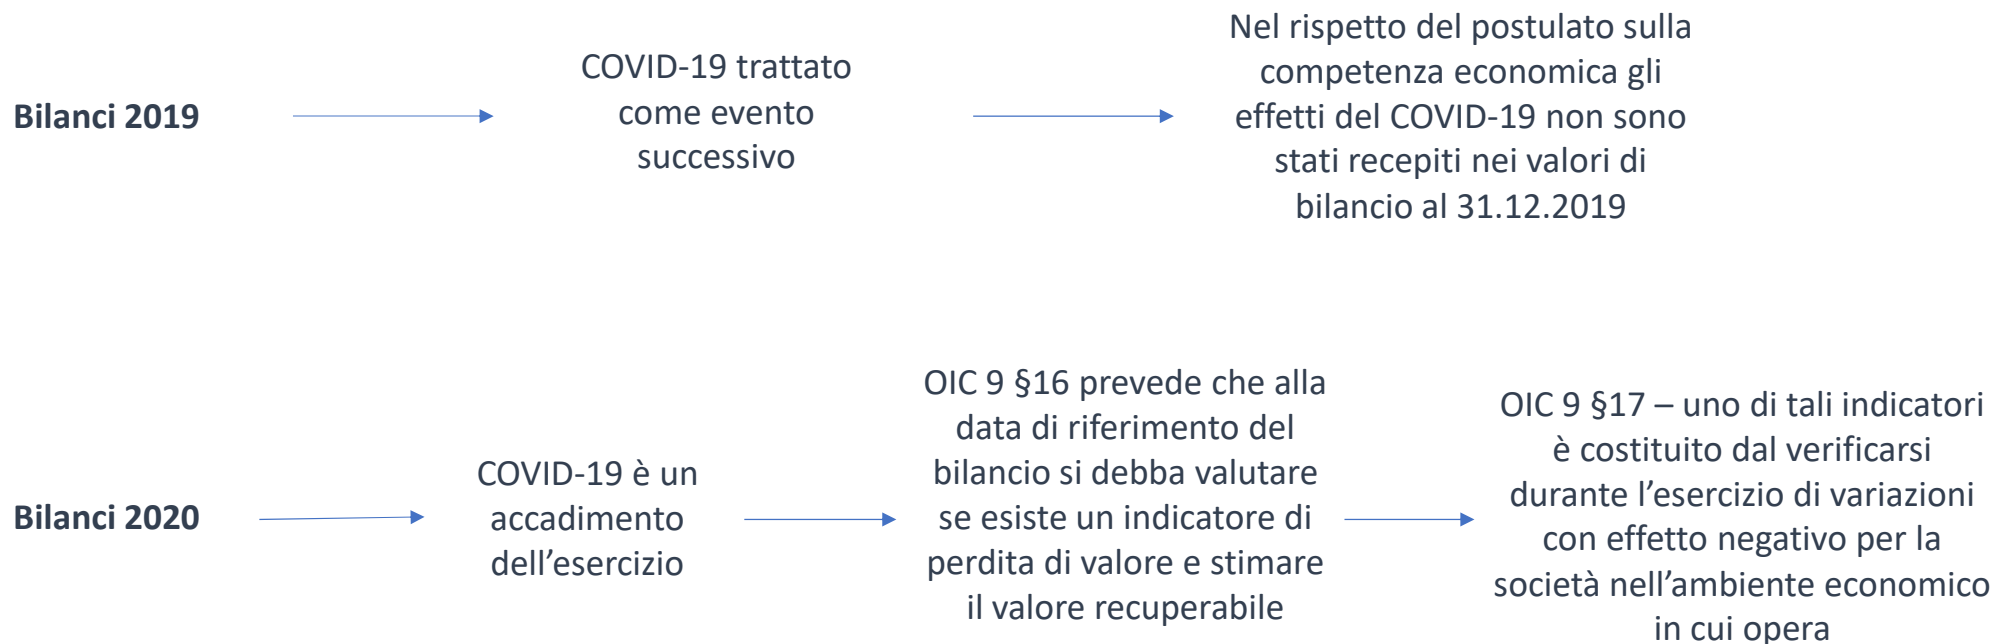 Bilanci 2019
COVID-19 trattato
come evento
successivo
Nel rispetto del postulato sulla
competenza economica gli
effetti del COVID-19 non sono
stati recepiti nei valori di
bilancio al 31.12.2019
Bilanci 2020
COVID-19 è un
accadimento
dell’esercizio
OIC 9 §16 prevede che alla
data di riferimento del
bilancio si debba valutare
se esiste un indicatore di
perdita di valore e stimare
il valore recuperabile
OIC 9 §17 – uno di tali indicatori
è costituito dal verificarsi
durante l’esercizio di variazioni
con effetto negativo per la
società nell’ambiente economico
in cui opera